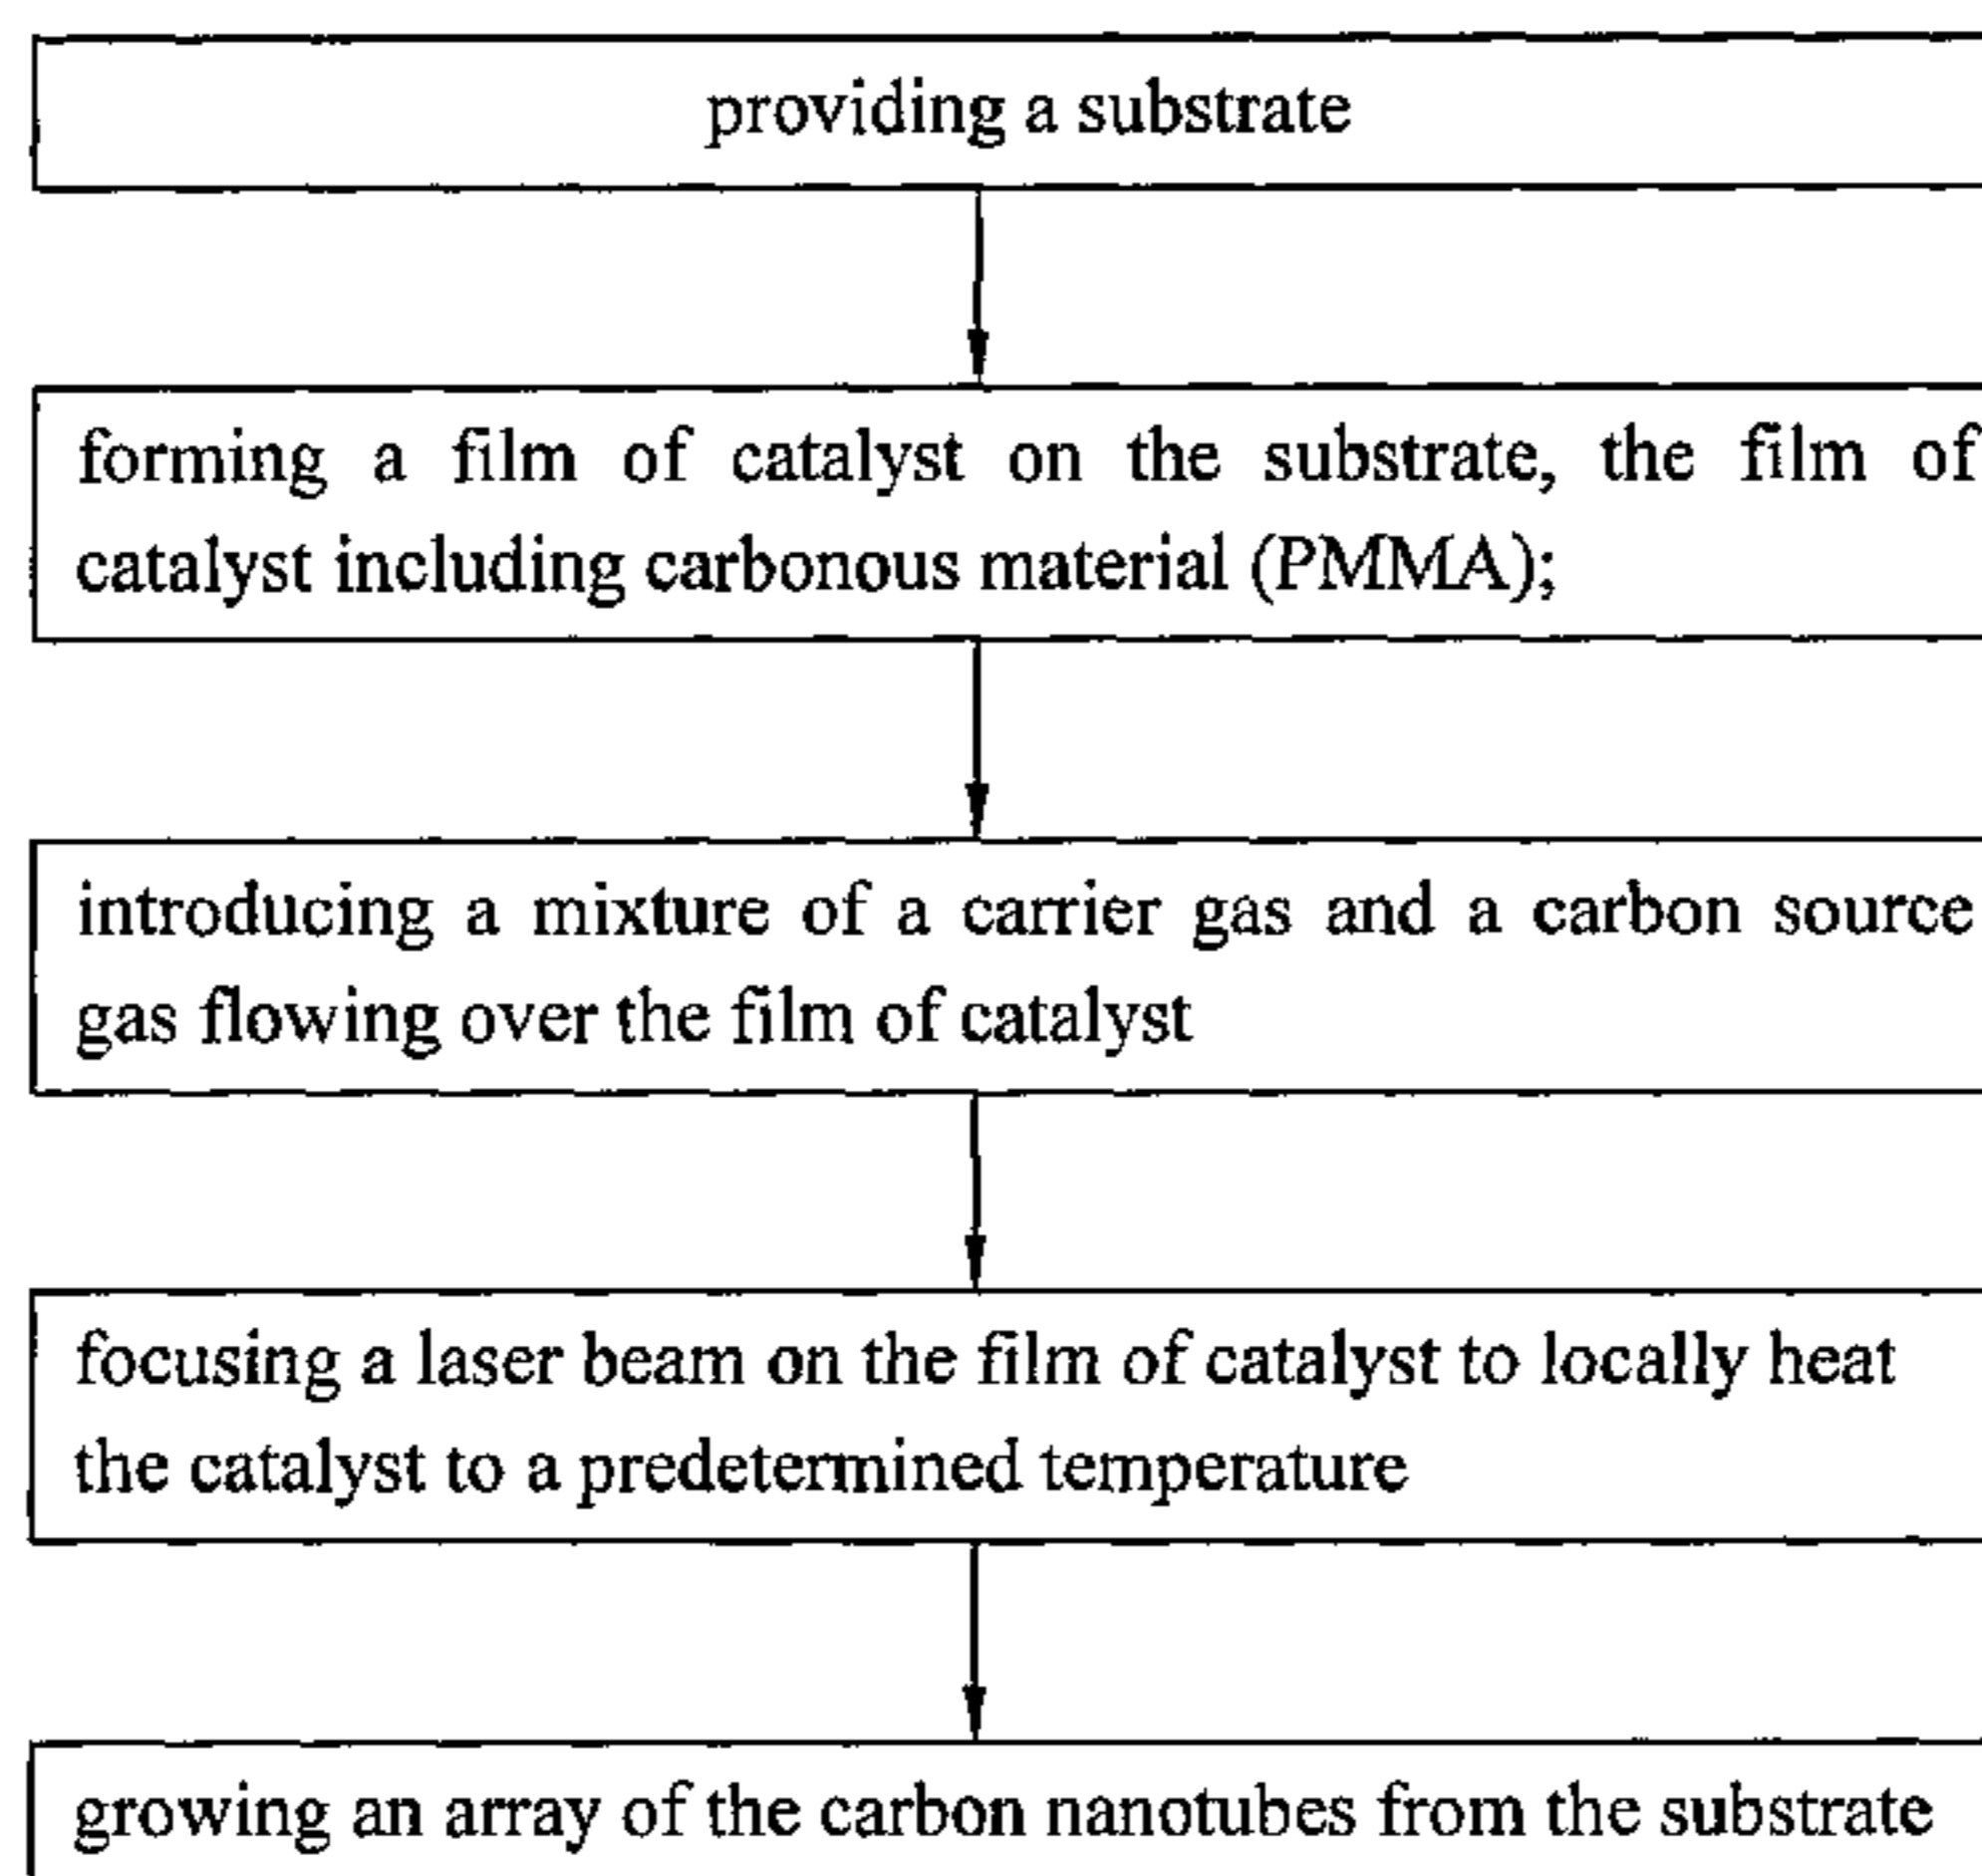 providing a substrate
forming a film of catalyst on the substrate, the film of
catalyst including carbonous material (PMMA);
introducing a mixture of a carrier gas and a carbon source
gas flowing over the film of catalyst
focusing a laser beam on the film of catalyst to locally heat
the catalyst to a predetermined temperature
growing an array of the carbon nanotubes from the substrate